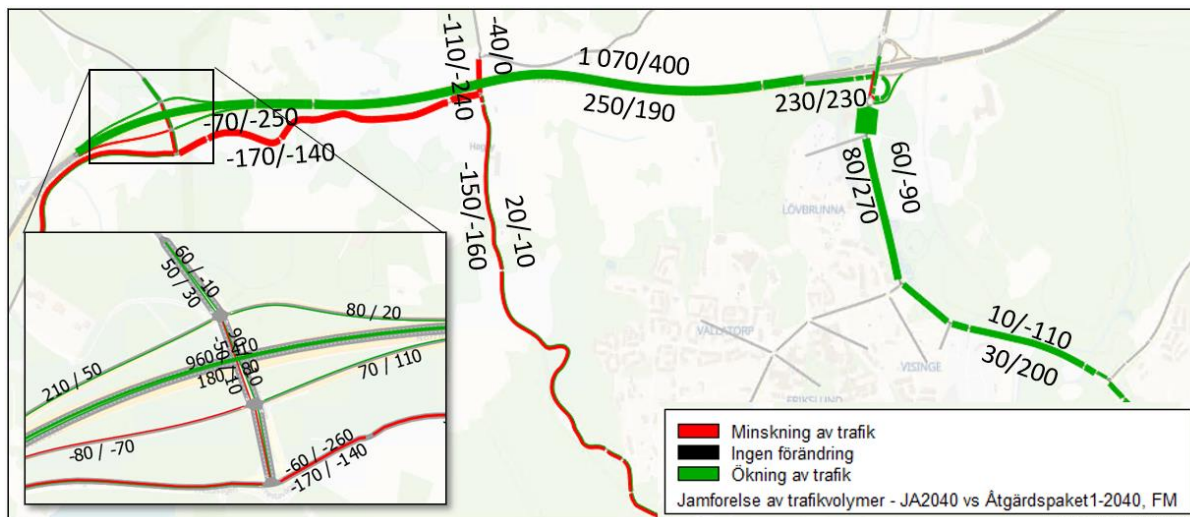 -110/-240
-40/0
1 070/400
250/190
230/230
-70/-250
-170/-140
60/-90
80/270
LÖVBRUNNA
-150/-160
20/-10
VALLATORP
10/-110
30/200
VISINGE
ERIKSLUND
60 / -10
50 / 30
80 / 20
210 / 50
70 / 110
-80 / -70
-60 / -260
-170 / -140
Minskning av trafik
Ingen förändring
Ökning av trafik
Jamforelse av trafikvolymer - JA2040 vs Åtgärdspaket1-2040, FM